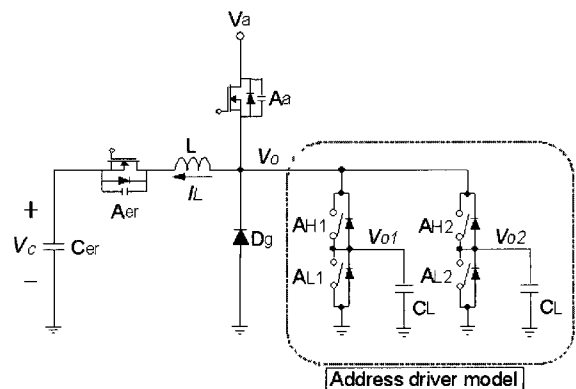 Va
Aa
L
Vo
IL
Aer
+
Vc
−
Cer
Dg
AH1
Vo1
AL1
CL
AH2
Vo2
AL2
CL
Address driver model